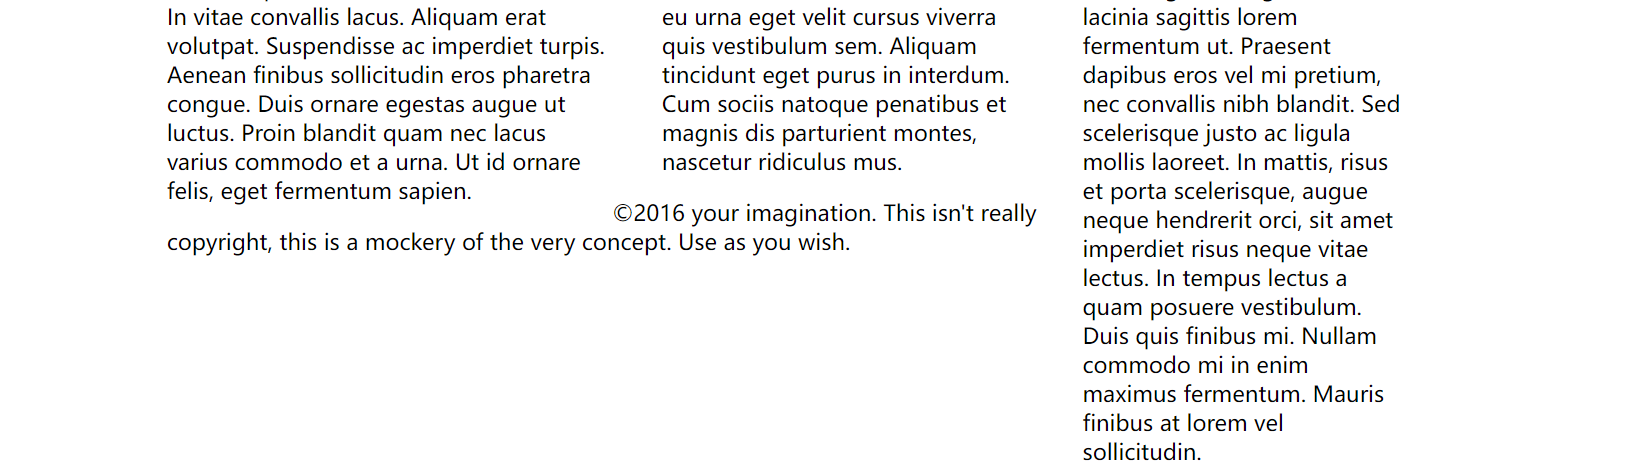 In vitae convallis lacus. Aliquam erat
volutpat. Suspendisse ac imperdiet turpis.
Aenean finibus sollicitudin eros pharetra
congue. Duis ornare egestas augue ut
luctus. Proin blandit quam nec lacus
varius commodo et a urna. Ut id ornare
felis, eget fermentum sapien.
eu urna eget velit cursus viverra
quis vestibulum sem. Aliquam
tincidunt eget purus in interdum.
Cum sociis natoque penatibus et
magnis dis parturient montes,
nascetur ridiculus mus.
lacinia sagittis lorem
fermentum ut. Praesent
dapibus eros vel mi pretium,
nec convallis nibh blandit. Sed
scelerisque justo ac ligula
mollis laoreet. In mattis, risus
et porta scelerisque, augue
neque hendrerit orci, sit amet
imperdiet risus neque vitae
lectus. In tempus lectus a
quam posuere vestibulum.
Duis quis finibus mi. Nullam
commodo mi in enim
maximus fermentum. Mauris
finibus at lorem vel
sollicitudin.
©2016 your imagination. This isn't really
copyright, this is a mockery of the very concept. Use as you wish.